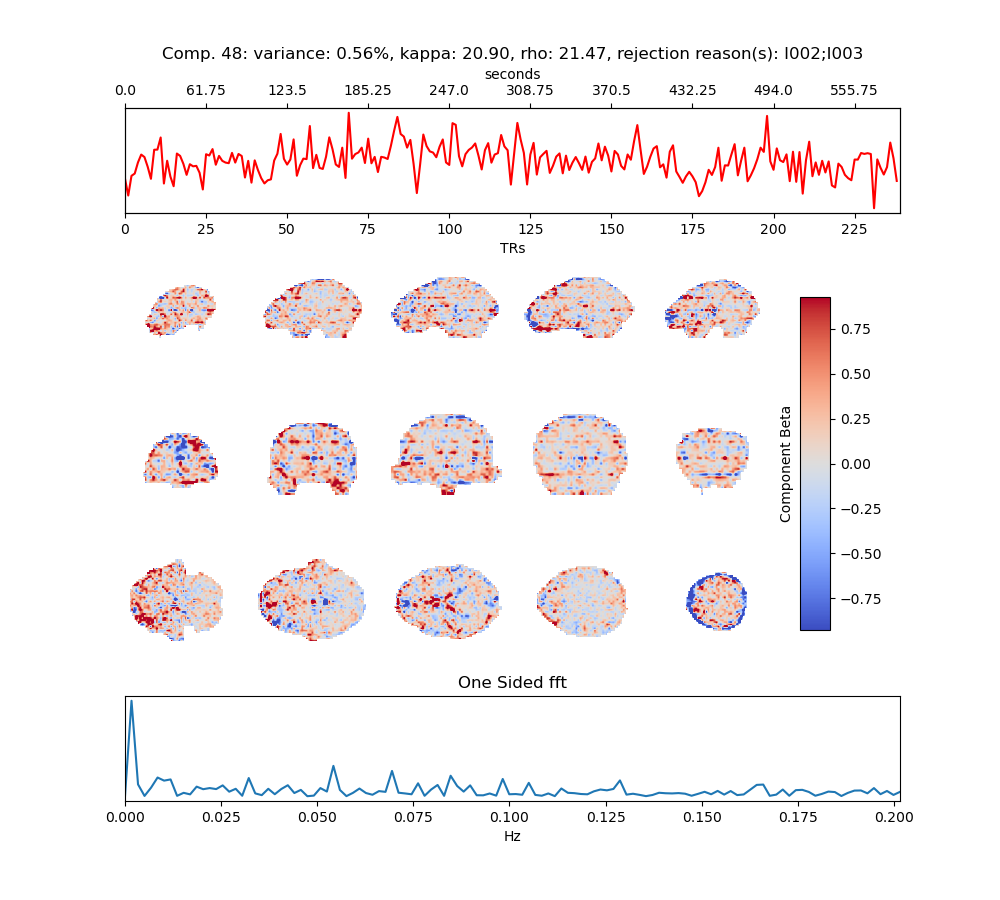 Comp. 48: variance: 0.56%, kappa: 20.90, rho: 21.47, rejection reason(s): I002;I003
seconds
0.0 61.75 123.5 185.25 247.0 308.75 370.5 432.25 494.0 555.75
0 25 50 75 100 125 150 175 200 225
TRs
0.75
0.50
0.25
0.00
−0.25
−0.50
−0.75
Component Beta
One Sided fft
0.000 0.025 0.050 0.075 0.100 0.125 0.150 0.175 0.200
Hz